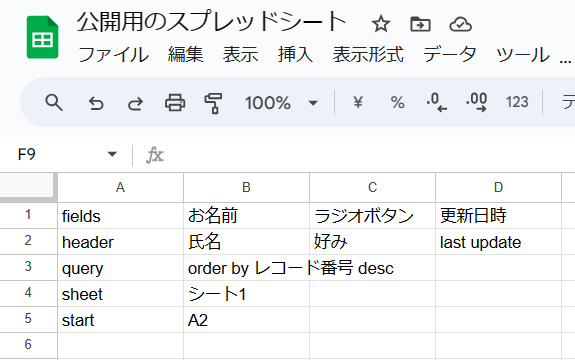 公開用のスプレッドシート
ファイル 編集 表示 挿入 表示形式 データ ツール ...
100% ¥ % .0 .00 123 デ
F9 fx
A B C D
1 fields お名前 ラジオボタン 更新日時
2 header 氏名 好み last update
3 query order by レコード番号 desc
4 sheet シート1
5 start A2
6